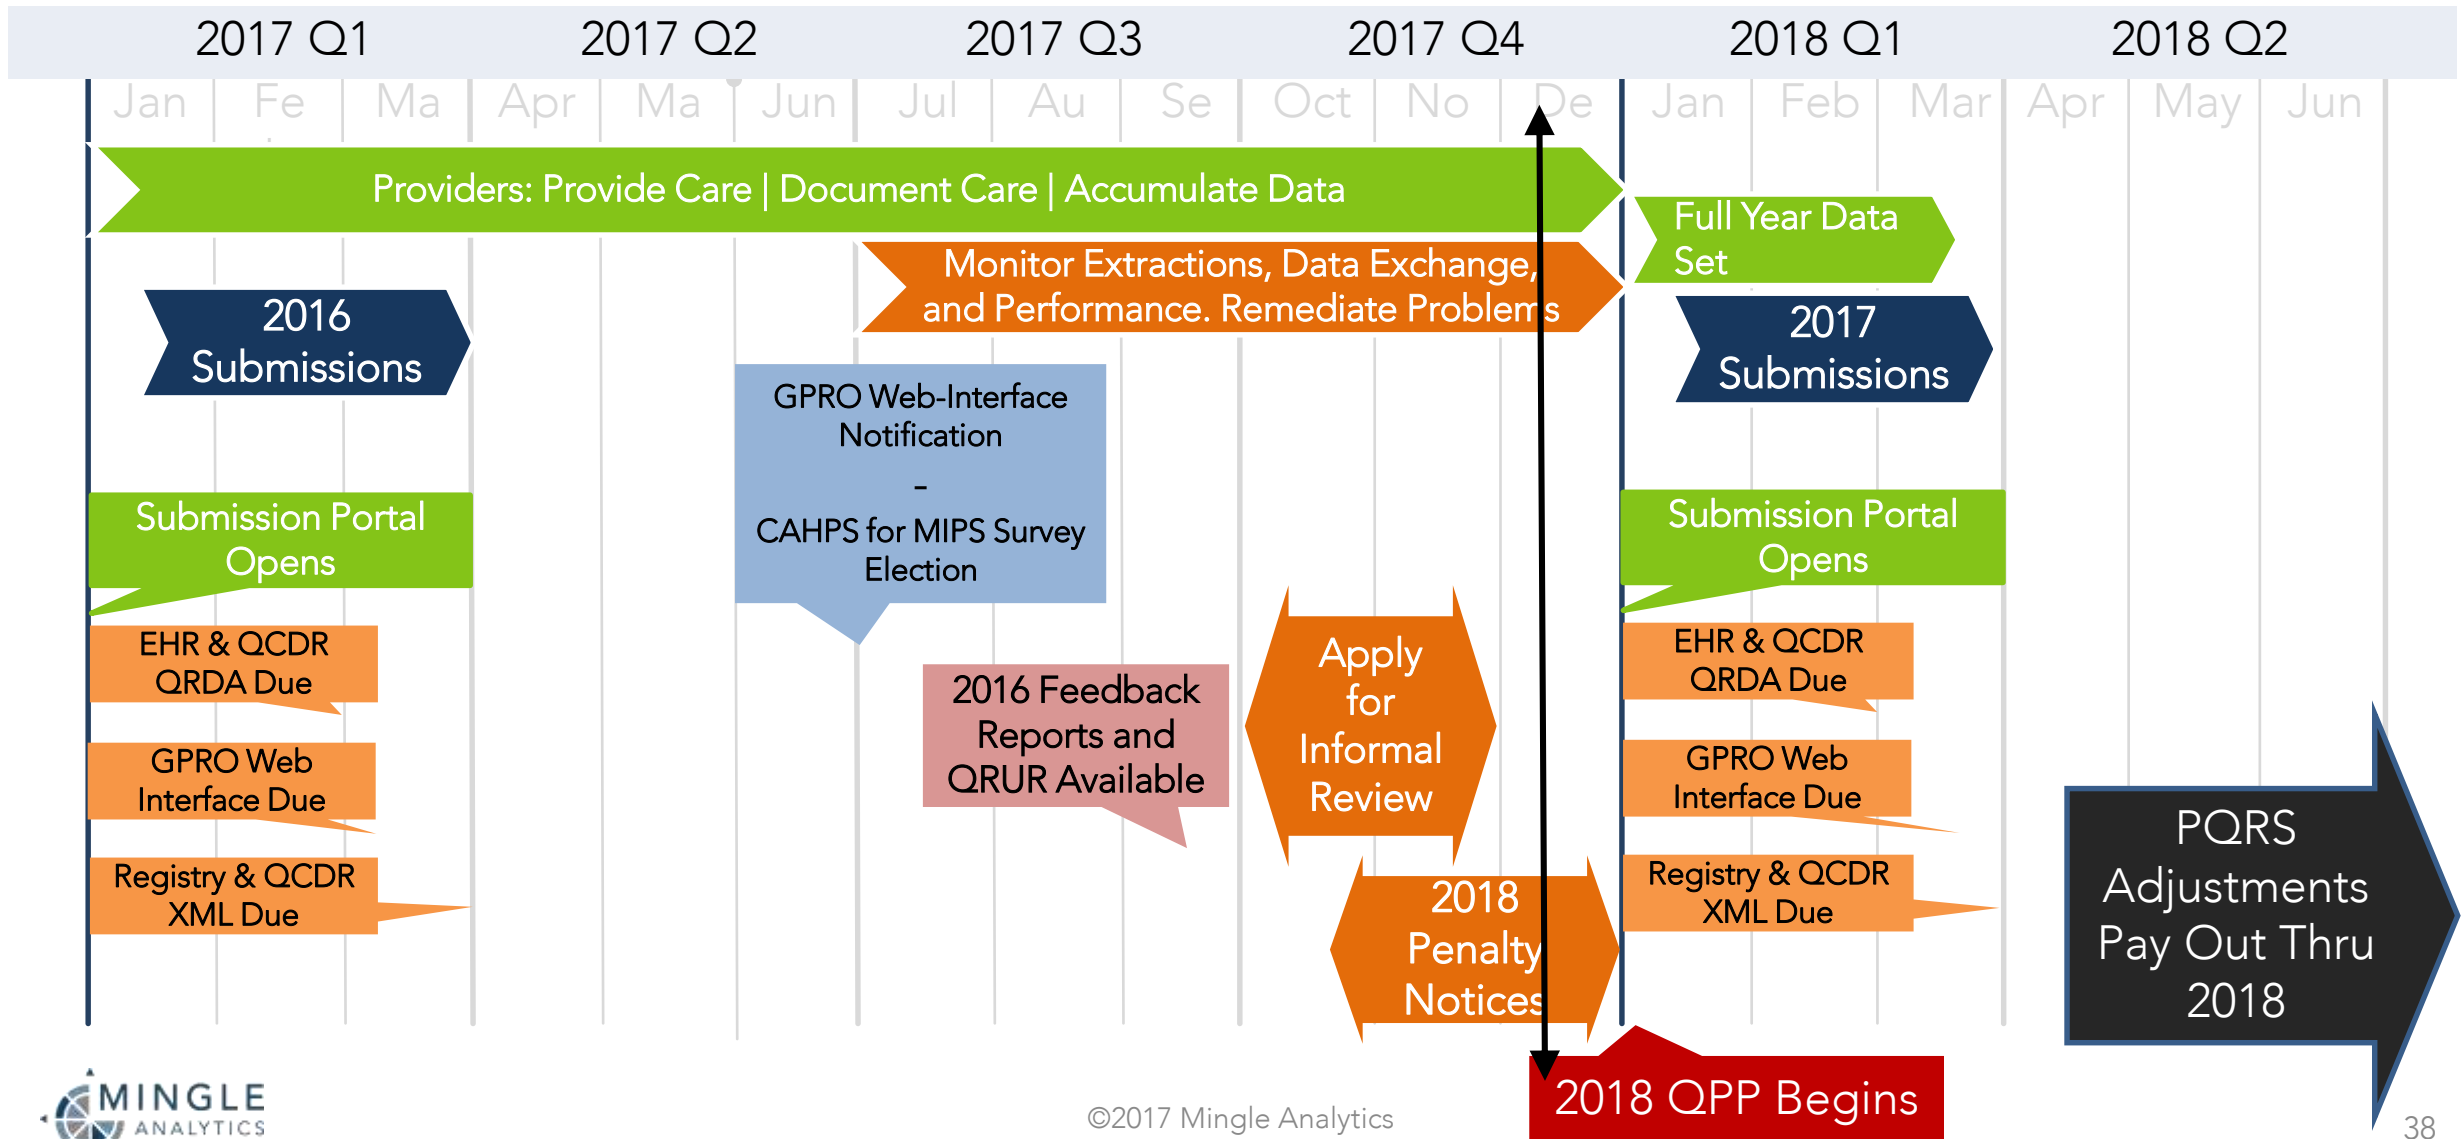 2017 Q1
2017 Q2
2017 Q3
2017 Q4
2018 Q1
2018 Q2
Jan
Fe
Ma
Apr
Ma
Jun
Jul
Au
Se
Oct
No
De
Jan
Feb
Mar
Apr
May
Jun
Providers: Provide Care | Document Care | Accumulate Data
Full Year Data
Set
Monitor Extractions, Data Exchange,
and Performance. Remediate Problems
2016
Submissions
2017
Submissions
GPRO Web-Interface
Notification
-
CAHPS for MIPS Survey
Election
Submission Portal
Opens
Submission Portal
Opens
EHR & QCDR
QRDA Due
GPRO Web
Interface Due
Registry & QCDR
XML Due
2016 Feedback
Reports and
QRUR Available
Apply
for
Informal
Review
2018
Penalty
Notices
EHR & QCDR
QRDA Due
GPRO Web
Interface Due
Registry & QCDR
XML Due
PQRS
Adjustments
Pay Out Thru
2018
2018 QPP Begins
MINGLE
ANALYTICS
©2017 Mingle Analytics
38